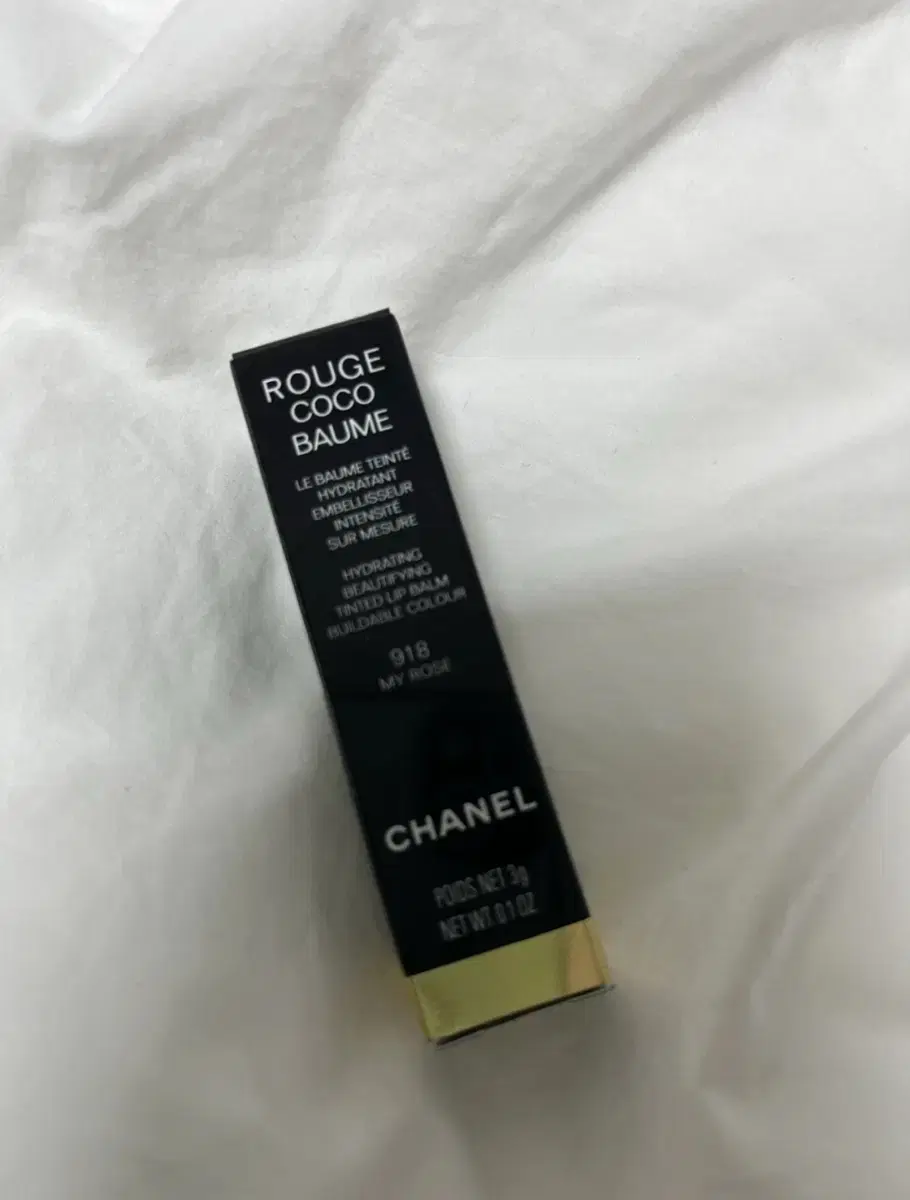 ROUGE
COCO
BAUME
LE BAUME TEINTÉ
HYDRATANT
EMBELLISSEUR
INTENSITÉ
SUR MESURE
HYDRATING
BEAUTIFYING
TINTED LIP BALM
BUILDABLE COLOUR
918
MY ROSE
CHANEL
POIDS NET 3g
NET WT. 0.1 OZ